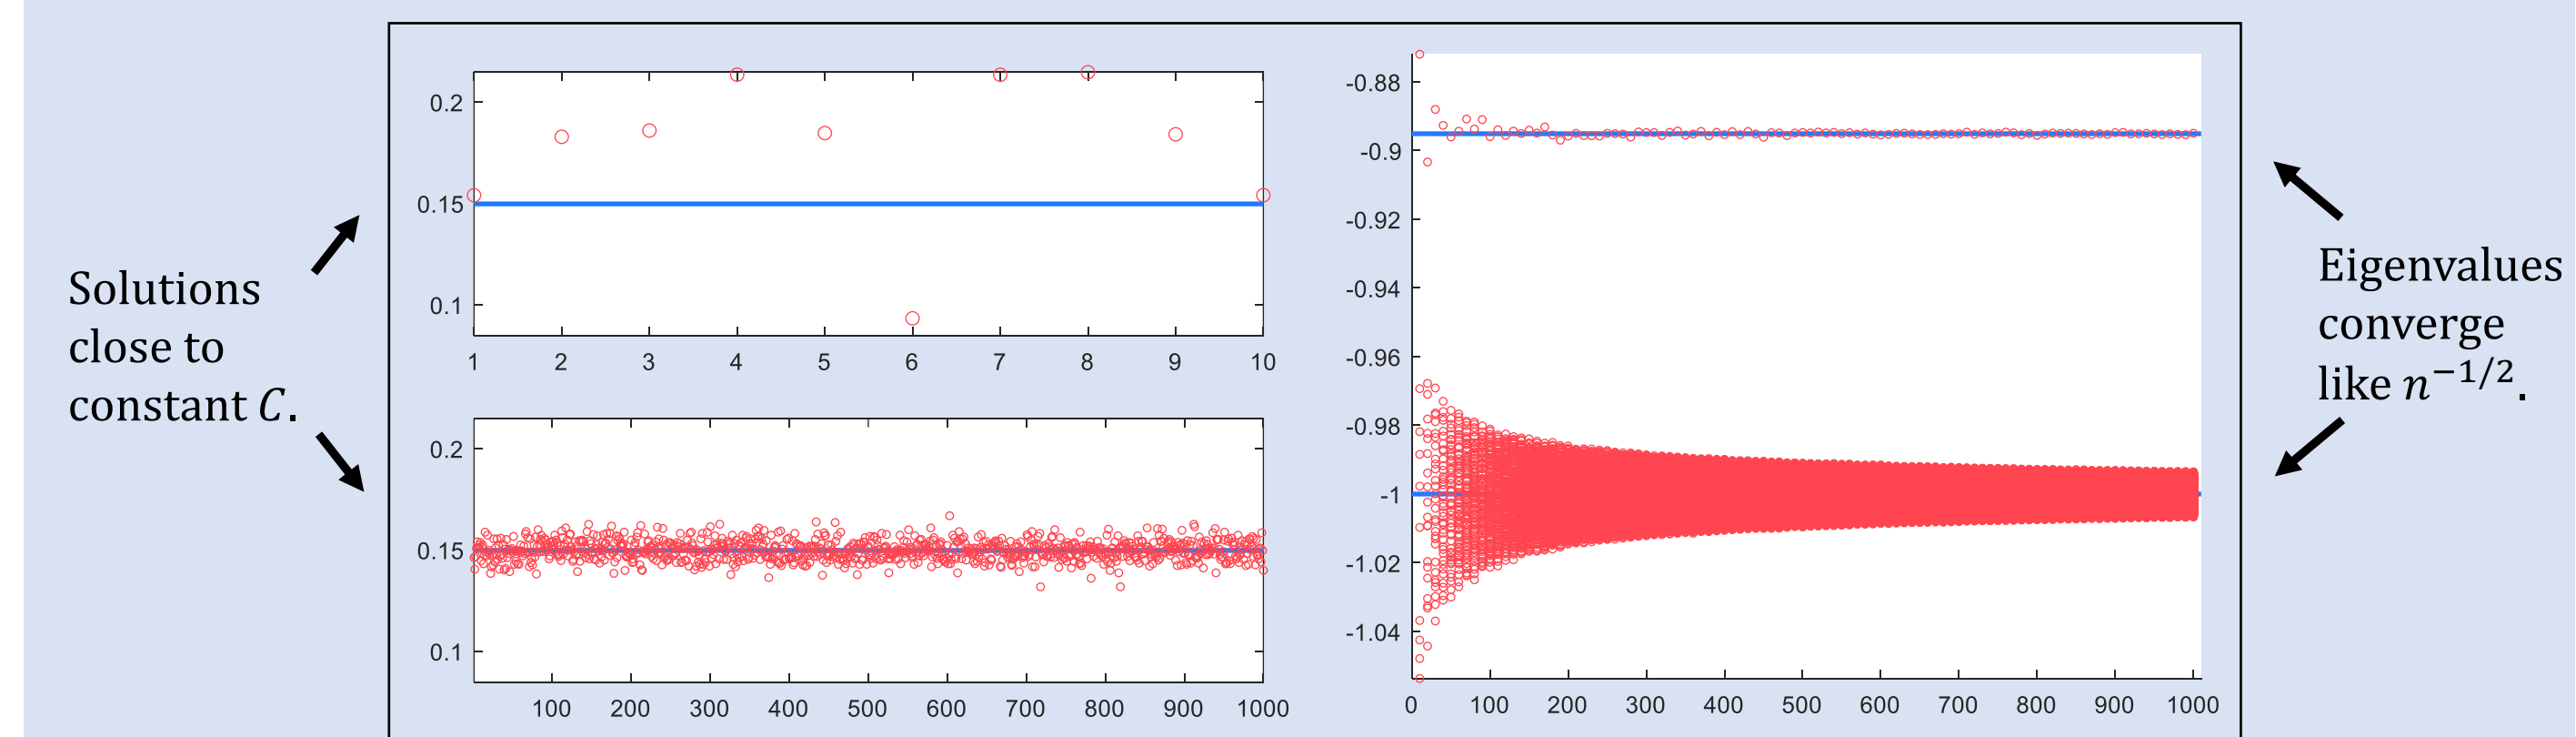 Solutions
close to
constant C.
0.2
0.15
0.1
1 2 3 4 5 6 7 8 9 10
0.2
0.15
0.1
100 200 300 400 500 600 700 800 900 1000
-0.88
-0.9
-0.92
-0.94
-0.96
-0.98
-1
-1.02
-1.04
0 100 200 300 400 500 600 700 800 900 1000
Eigenvalues
converge
like n⁻¹/².